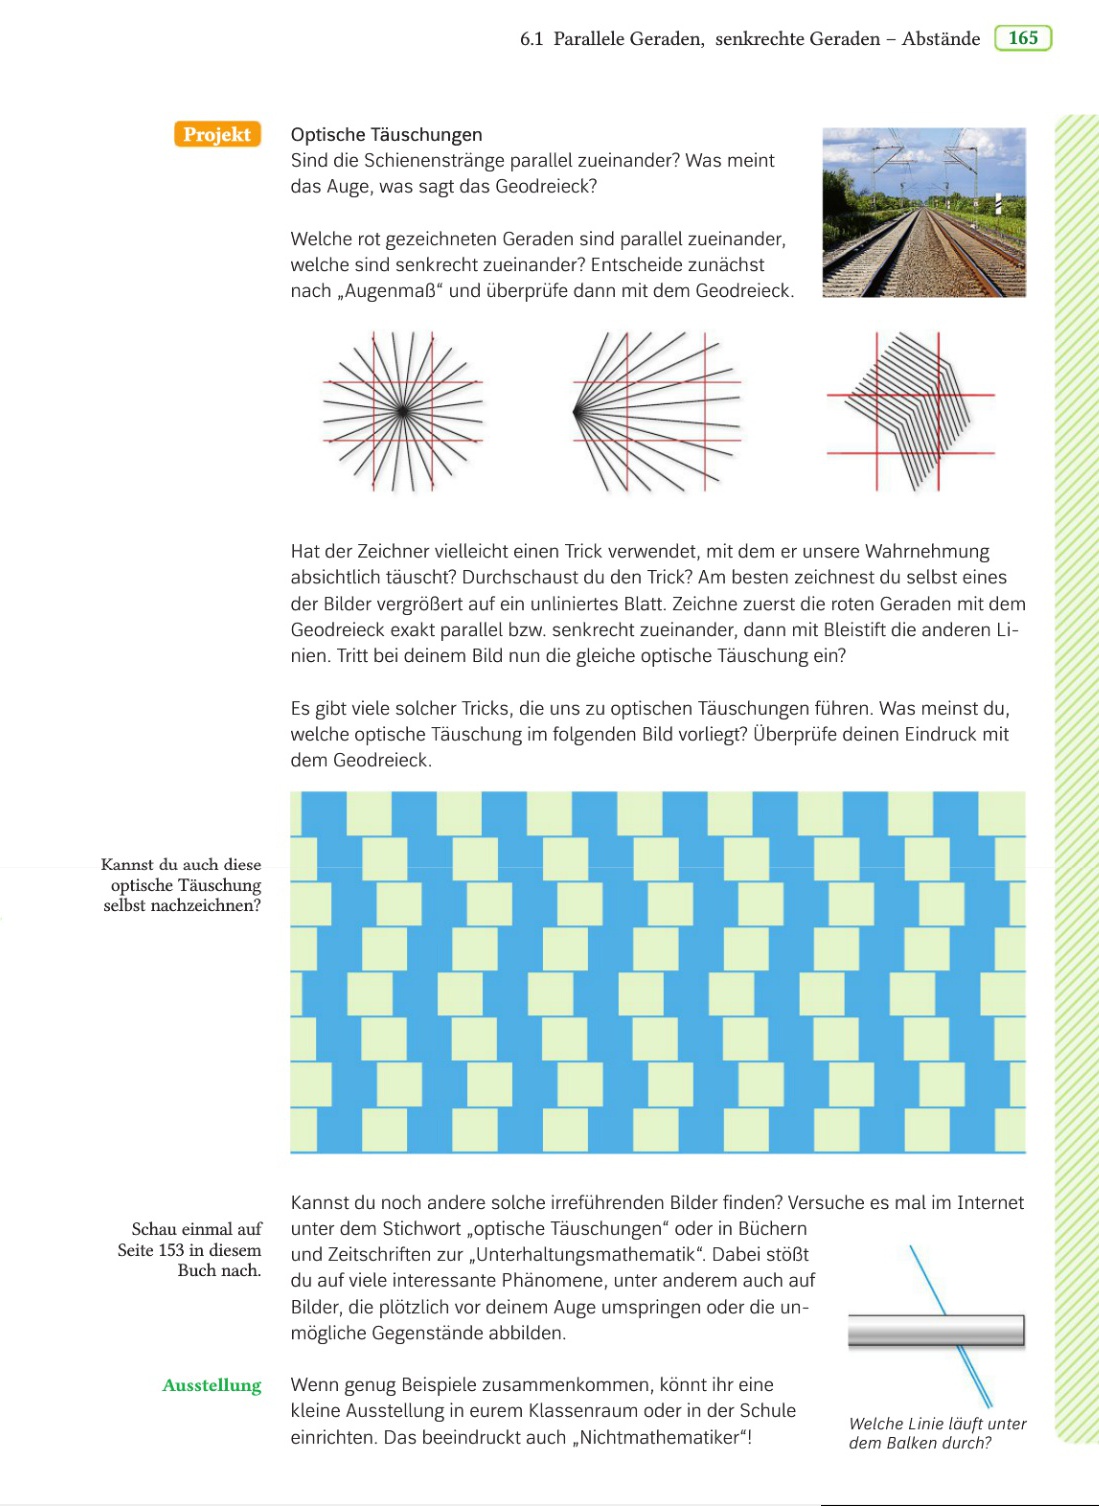 6.1 Parallele Geraden, senkrechte Geraden – Abstände 165
Projekt
Optische Täuschungen
Sind die Schienenstränge parallel zueinander? Was meint
das Auge, was sagt das Geodreieck?
Welche rot gezeichneten Geraden sind parallel zueinander,
welche sind senkrecht zueinander? Entscheide zunächst
nach „Augenmaß“ und überprüfe dann mit dem Geodreieck.
Hat der Zeichner vielleicht einen Trick verwendet, mit dem er unsere Wahrnehmung
absichtlich täuscht? Durchschaust du den Trick? Am besten zeichnest du selbst eines
der Bilder vergrößert auf ein unliniertes Blatt. Zeichne zuerst die roten Geraden mit dem
Geodreieck exakt parallel bzw. senkrecht zueinander, dann mit Bleistift die anderen Li-
nien. Tritt bei deinem Bild nun die gleiche optische Täuschung ein?
Es gibt viele solcher Tricks, die uns zu optischen Täuschungen führen. Was meinst du,
welche optische Täuschung im folgenden Bild vorliegt? Überprüfe deinen Eindruck mit
dem Geodreieck.
Kannst du auch diese
optische Täuschung
selbst nachzeichnen?
Kannst du noch andere solche irreführenden Bilder finden? Versuche es mal im Internet
unter dem Stichwort „optische Täuschungen“ oder in Büchern
und Zeitschriften zur „Unterhaltungsmathematik“. Dabei stößt
du auf viele interessante Phänomene, unter anderem auch auf
Bilder, die plötzlich vor deinem Auge umspringen oder die un-
mögliche Gegenstände abbilden.
Schau einmal auf
Seite 153 in diesem
Buch nach.
Ausstellung
Wenn genug Beispiele zusammenkommen, könnt ihr eine
kleine Ausstellung in eurem Klassenraum oder in der Schule
einrichten. Das beeindruckt auch „Nichtmathematiker“!
Welche Linie läuft unter
dem Balken durch?